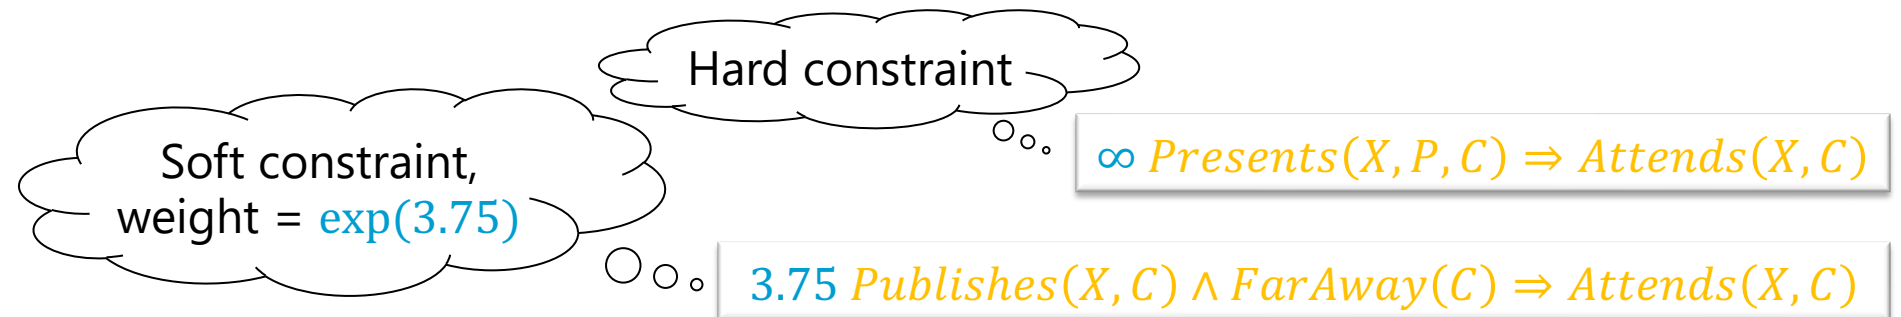 Hard constraint
∞ Presents(X, P, C) ⇒ Attends(X, C)
Soft constraint,
weight = exp(3.75)
3.75 Publishes(X, C) ∧ FarAway(C) ⇒ Attends(X, C)